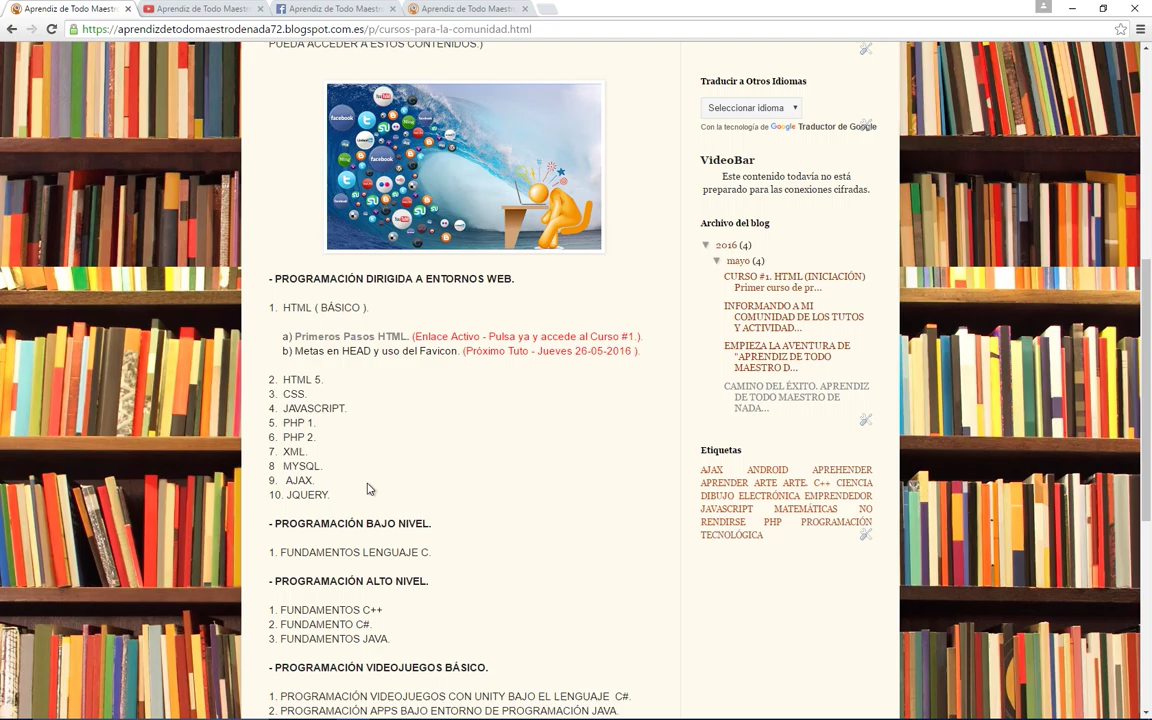 Aprendiz de Todo Maestr
Aprendiz de Todo Maestr
Aprendiz de Todo Maestr
Aprendiz de Todo Maestr
https://aprendizdetodomaestrodenada72.blogspot.com.es/p/cursos-para-la-comunidad.html
PUEDA ACCEDER A ESTOS CONTENIDOS.)
You Tube
facebook
facebook
- PROGRAMACIÓN DIRIGIDA A ENTORNOS WEB.
1. HTML ( BÁSICO ).
a) Primeros Pasos HTML. (Enlace Activo - Pulsa ya y accede al Curso #1.).
b) Metas en HEAD y uso del Favicon. (Próximo Tuto - Jueves 26-05-2016 ).
2. HTML 5.
3. CSS.
4. JAVASCRIPT.
5. PHP 1.
6. PHP 2.
7. XML.
8 MYSQL.
9. AJAX.
10. JQUERY.
- PROGRAMACIÓN BAJO NIVEL.
1. FUNDAMENTOS LENGUAJE C.
- PROGRAMACIÓN ALTO NIVEL.
1. FUNDAMENTOS C++
2. FUNDAMENTO C#.
3. FUNDAMENTOS JAVA.
- PROGRAMACIÓN VIDEOJUEGOS BÁSICO.
1. PROGRAMACIÓN VIDEOJUEGOS CON UNITY BAJO EL LENGUAJE C#.
2. PROGRAMACIÓN APPS BAJO ENTORNO DE PROGRAMACIÓN JAVA.
Traducir a Otros Idiomas
Seleccionar idioma
Con la tecnología de Google Traductor de Google
VideoBar
Este contenido todavía no está
preparado para las conexiones cifradas.
Archivo del blog
▼ 2016 (4)
▼ mayo (4)
CURSO #1. HTML (INICIACIÓN)
Primer curso de pr...
INFORMANDO A MI
COMUNIDAD DE LOS TUTOS
Y ACTIVIDAD...
EMPIEZA LA AVENTURA DE
"APRENDIZ DE TODO
MAESTRO D...
CAMINO DEL ÉXITO. APRENDIZ
DE TODO MAESTRO DE
NADA...
Etiquetas
AJAX ANDROID APREHENDER
APRENDER ARTE ARTE. C++ CIENCIA
DIBUJO ELECTRÓNICA EMPRENDEDOR
JAVASCRIPT MATEMÁTICAS NO
RENDIRSE PHP PROGRAMACIÓN
TECNOLÓGICA